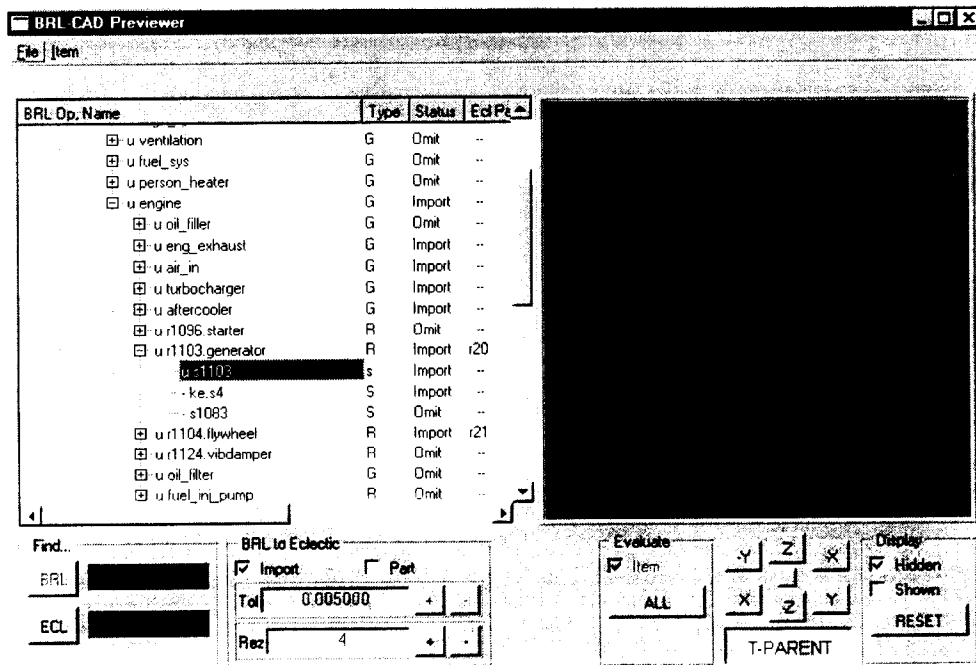 BRL-CAD Previewer
File Item
BRL Op, Name Type Status Ecl Pa
u ventilation G Omit --
u fuel_sys G Omit --
u person_heater G Omit --
u engine G Import --
u oil_filler G Omit --
u eng_exhaust G Import --
u air_in G Import --
u turbocharger G Import --
u aftercooler G Import --
u r1096.starter R Omit --
u r1103.generator R Import r20
u s1103 s Import --
- ke.s4 S Import --
- s1083 S Omit --
u r1104.flywheel R Import r21
u r1124.vibdamper R Omit --
u oil_filter G Omit --
u fuel_inj_pump R Omit --
Find...
BRL
ECL
BRL to Eclectic
Import Part
Tol 0.005000 + -
Rez 4 + -
Evaluate
Item
ALL
-Y Z -X
X -Z Y
T-PARENT
Display
Hidden
Shown
RESET